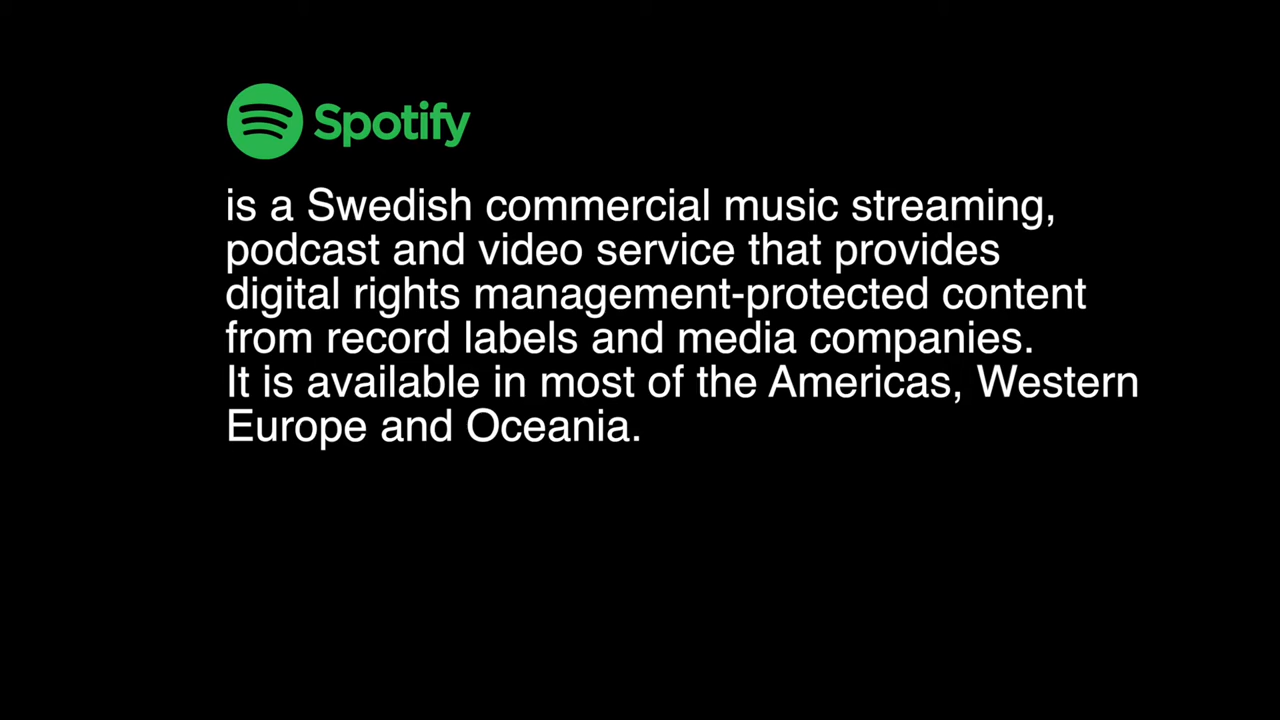 Spotify
is a Swedish commercial music streaming,
podcast and video service that provides
digital rights management-protected content
from record labels and media companies.
It is available in most of the Americas, Western
Europe and Oceania.